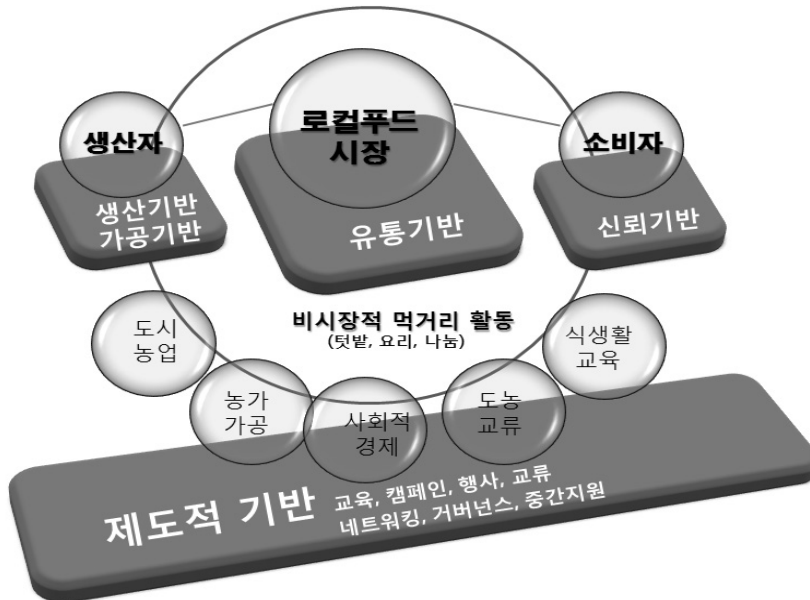 생산자
로컬푸드
시장
소비자
생산기반
가공기반
유통기반
신뢰기반
비시장적 먹거리 활동
(텃밭, 요리, 나눔)
도시
농업
농가
가공
사회적
경제
도농
교류
식생활
교육
제도적 기반
교육, 캠페인, 행사, 교류
네트워킹, 거버넌스, 중간지원